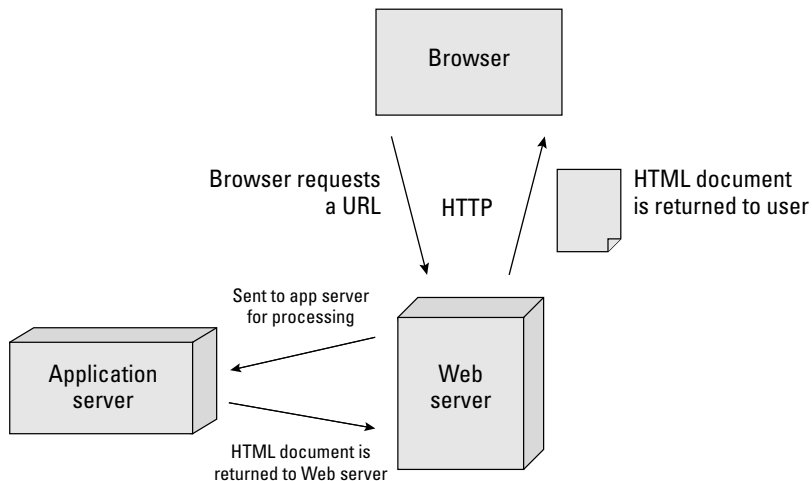 Browser
Browser requests
a URL
HTTP
HTML document
is returned to user
Sent to app server
for processing
Application
server
Web
server
HTML document is
returned to Web server